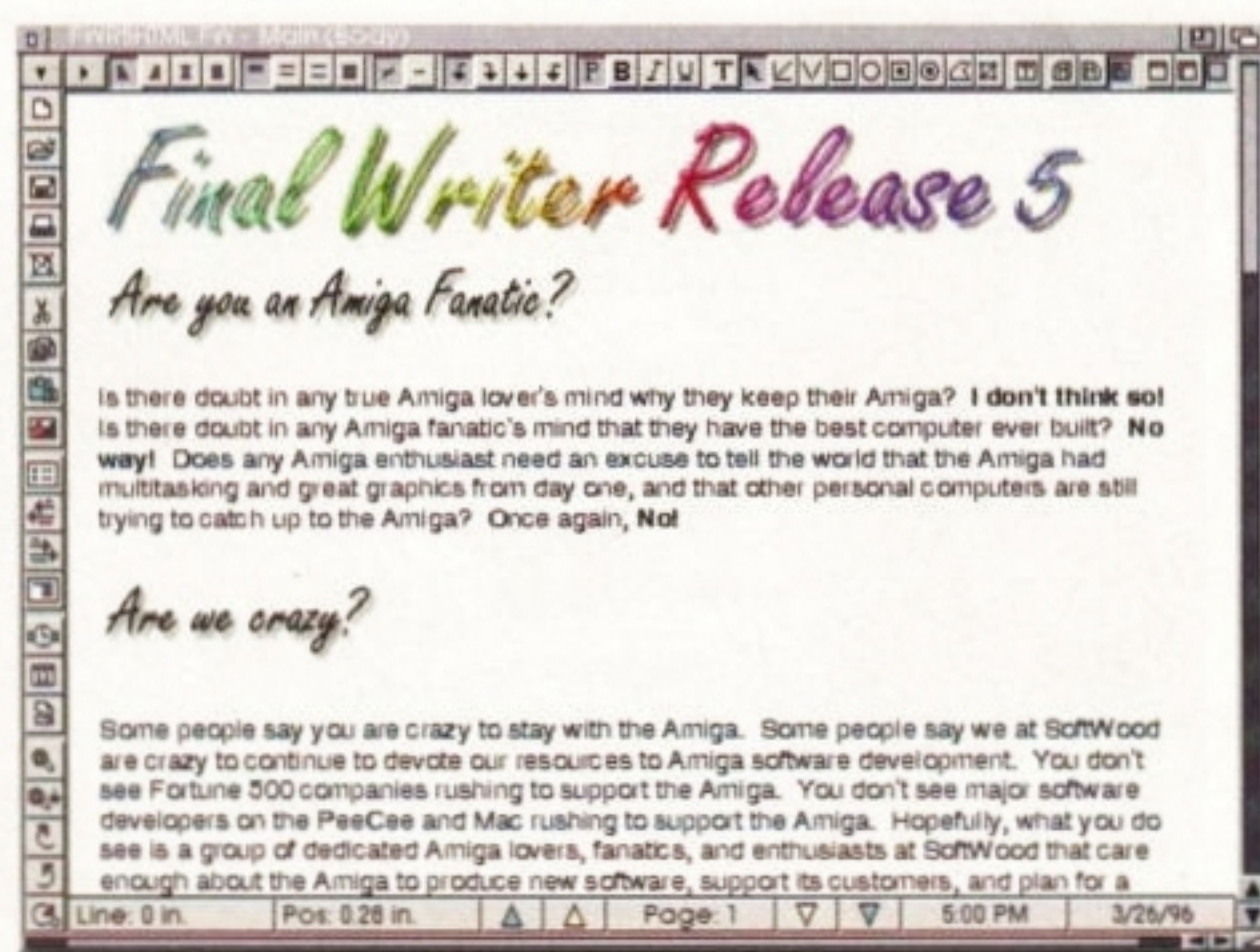 Main (Body)
P B I U T
Final Writer Release 5
Are you an Amiga Fanatic?
Is there doubt in any true Amiga lover's mind why they keep their Amiga?  I don't think so!
Is there doubt in any Amiga fanatic's mind that they have the best computer ever built?  No
way!  Does any Amiga enthusiast need an excuse to tell the world that the Amiga had
multitasking and great graphics from day one, and that other personal computers are still
trying to catch up to the Amiga?  Once again, No!
Are we crazy?
Some people say you are crazy to stay with the Amiga.  Some people say we at SoftWood
are crazy to continue to devote our resources to Amiga software development.  You don't
see Fortune 500 companies rushing to support the Amiga.  You don't see major software
developers on the PeeCee and Mac rushing to support the Amiga.  Hopefully, what you do
see is a group of dedicated Amiga lovers, fanatics, and enthusiasts at SoftWood that care
enough about the Amiga to produce new software, support its customers, and plan for a
Line: 0 in. Pos: 0.28 in. Page: 1 5:00 PM 3/26/96